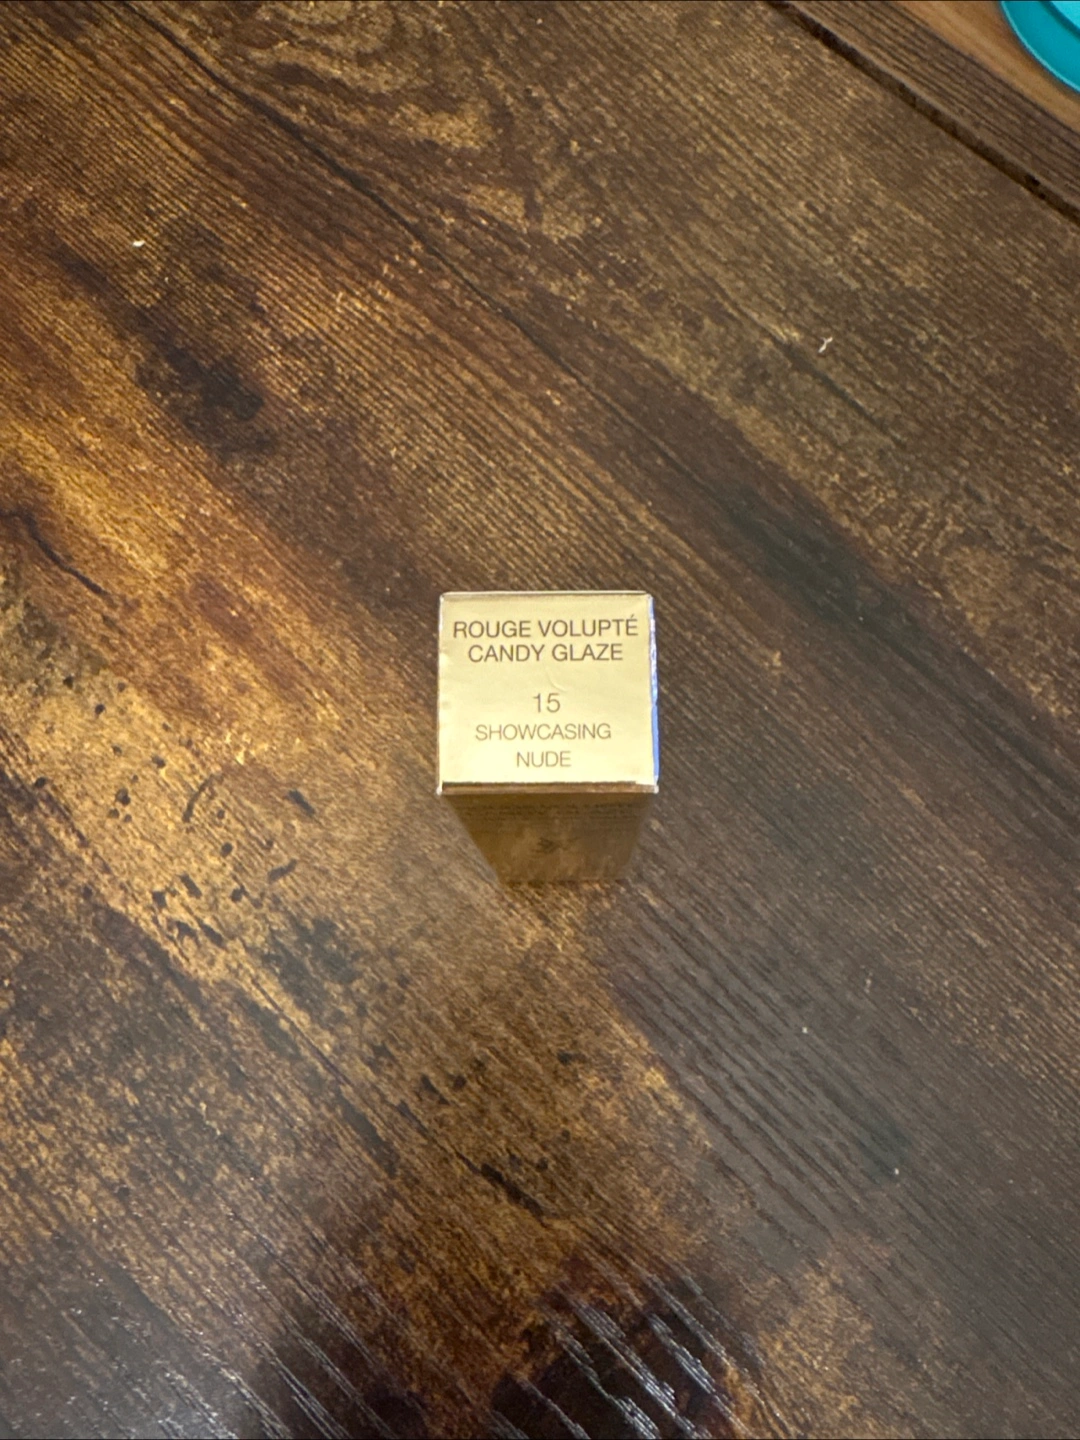 ROUGE VOLUPTÉ
CANDY GLAZE
15
SHOWCASING
NUDE